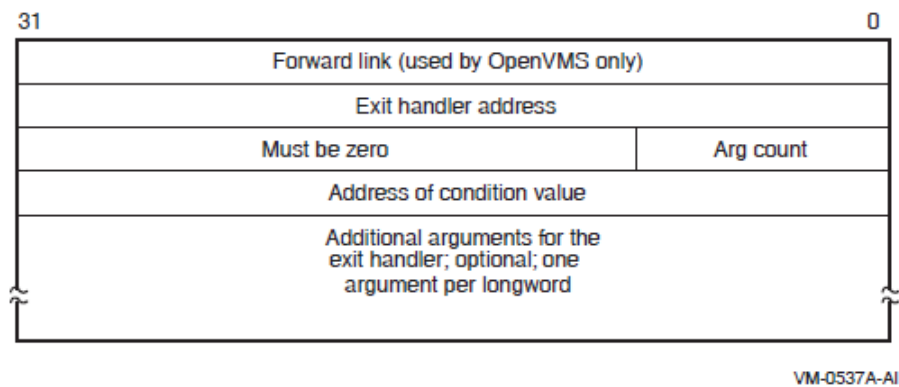 31 0
Forward link (used by OpenVMS only)
Exit handler address
Must be zero Arg count
Address of condition value
Additional arguments for the
exit handler; optional; one
argument per longword
VM-0537A-AI